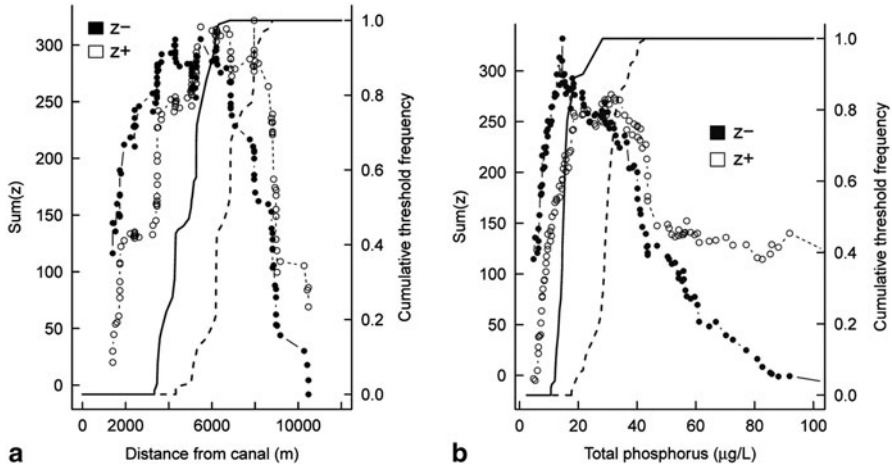 z−
z+
300
250
200
150
100
50
0
Sum(z)
1.0
0.8
0.6
0.4
0.2
0.0
Cumulative threshold frequency
0 2000 4000 6000 10000
Distance from canal (m)
a
z−
z+
300
250
200
150
100
50
0
Sum(z)
1.0
0.8
0.6
0.4
0.2
0.0
Cumulative threshold frequency
0 20 40 60 80 100
Total phosphorus (µg/L)
b